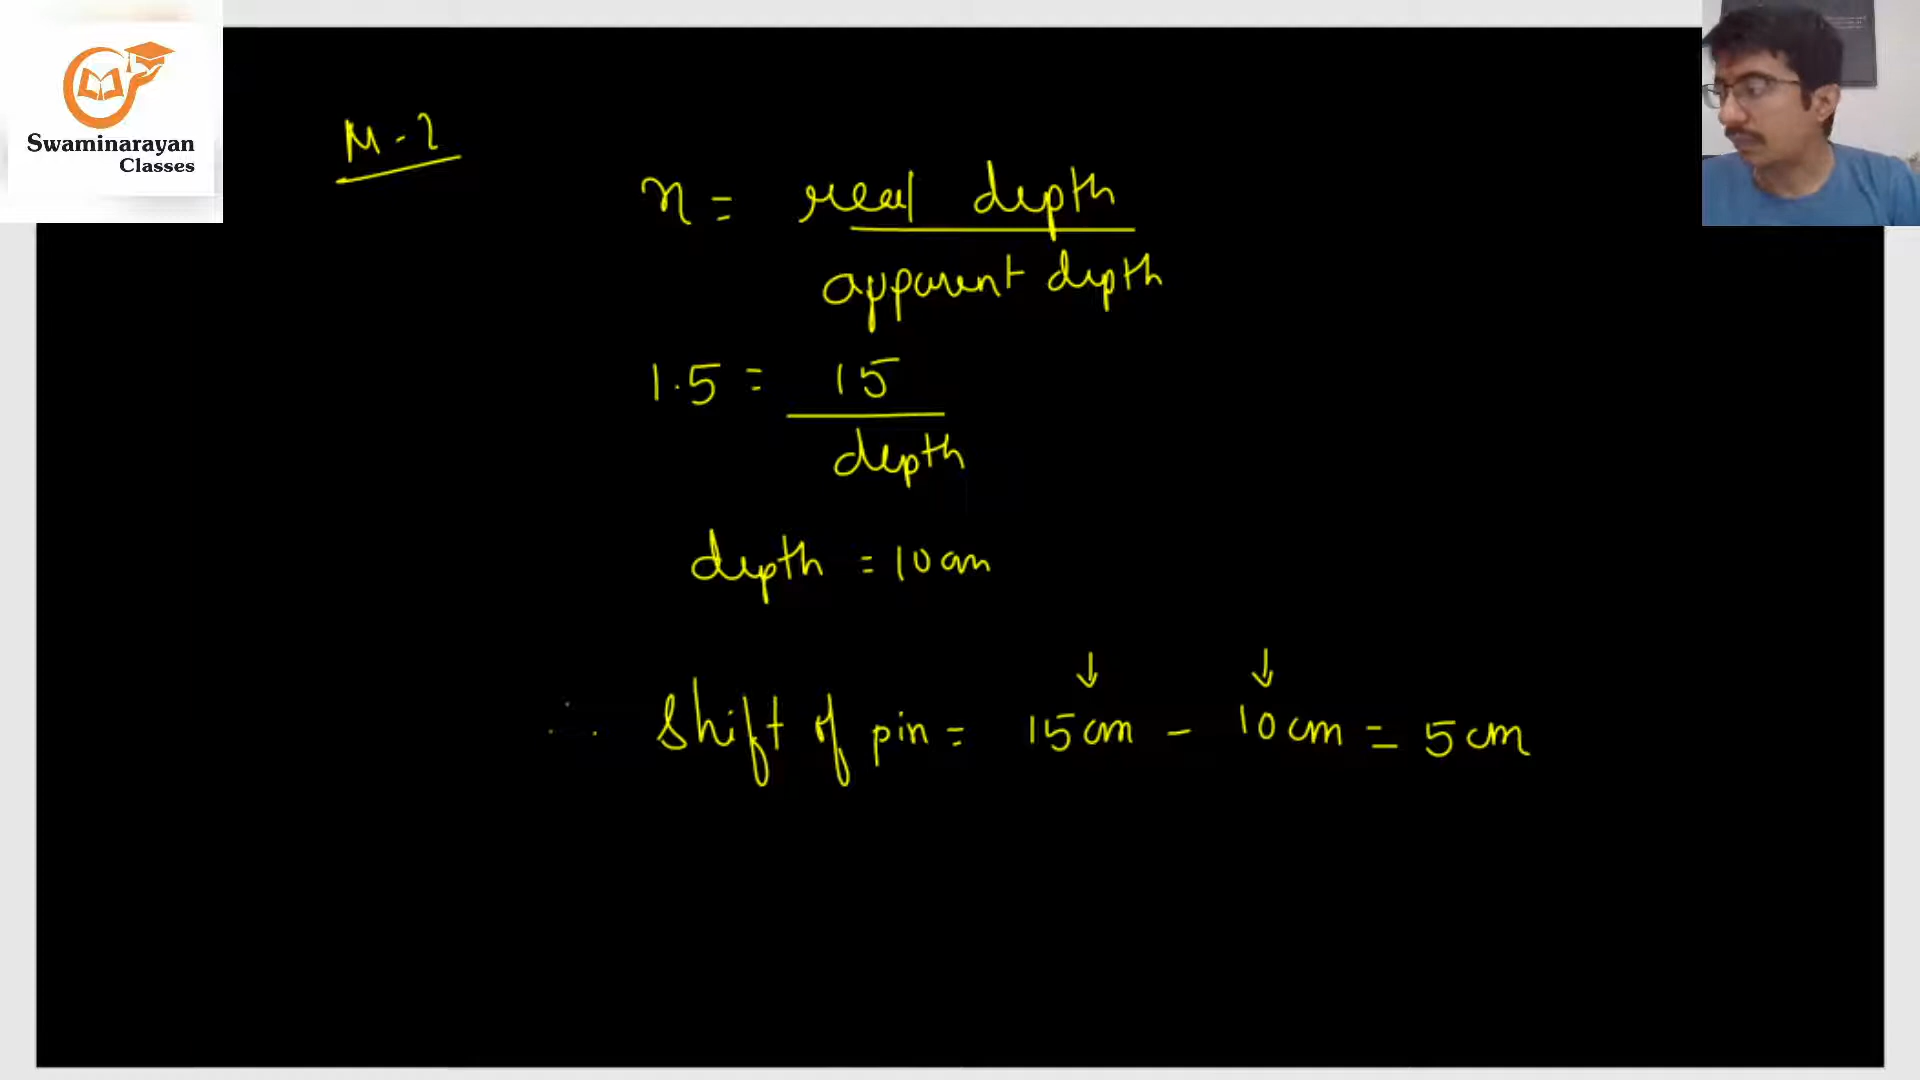 Swaminarayan
Classes
M-2
n = real depth
apparent depth
1.5 = 15
depth
depth = 10 cm
∴ Shift of pin = 15 cm - 10 cm = 5 cm